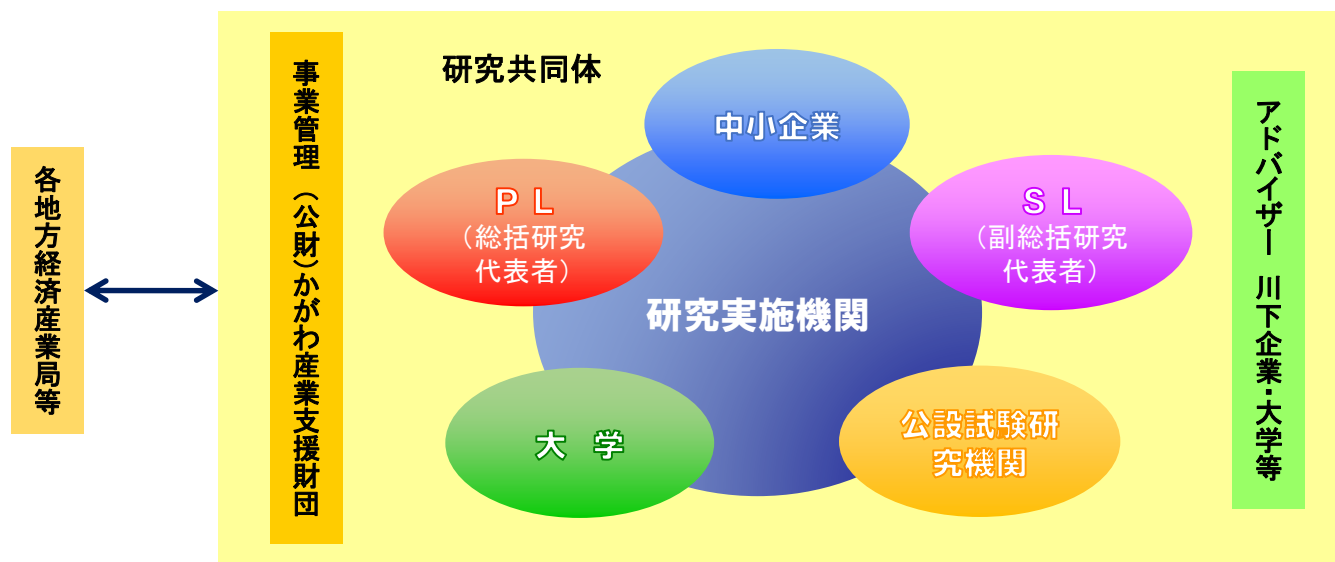 各地方経済産業局等
事業管理（公財）かがわ産業支援財団
研究共同体
中小企業
ＰＬ
（総括研究
代表者）
ＳＬ
（副総括研究
代表者）
研究実施機関
大　学
公設試験研
究機関
アドバイザー　川下企業・大学等